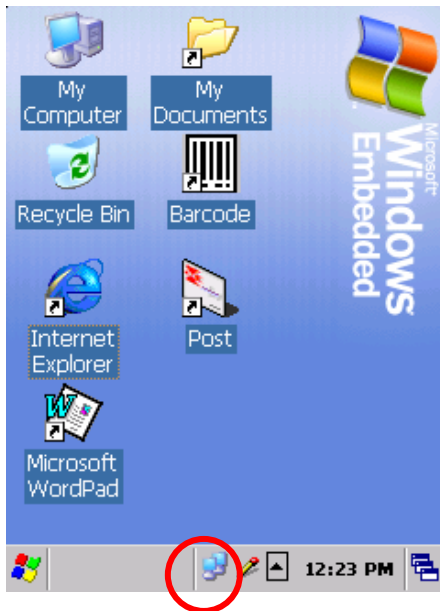 My
Computer
My
Documents
Recycle Bin
Barcode
Internet
Explorer
Post
Microsoft
WordPad
Microsoft
Windows
Embedded
12:23 PM